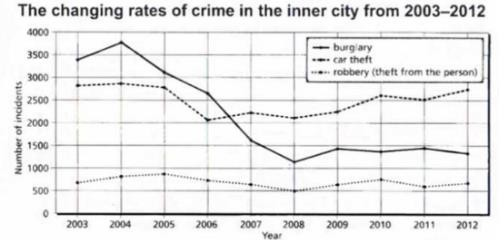 The changing rates of crime in the inner city from 2003–2012
4000
3500
3000
2500
2000
1500
1000
500
0
Number of incidents
burglary
car theft
robbery (theft from the person)
2003 2004 2005 2006 2007 2008 2009 2010 2011 2012
Year